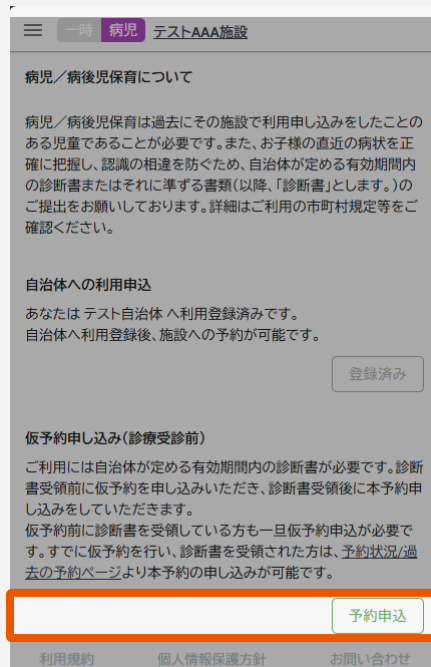 一時 病児 テストAAA施設
病児／病後児保育について
病児／病後児保育は過去にその施設で利用申し込みをしたことの
ある児童であることが必要です。また、お子様の直近の病状を正
確に把握し、認識の相違を防ぐため、自治体が定める有効期間内
の診断書またはそれに準ずる書類(以降、「診断書」とします。)の
ご提出をお願いしております。詳細はご利用の市町村規定等をご
確認ください。
自治体への利用申込
あなたは テスト自治体 へ利用登録済みです。
自治体へ利用登録後、施設への予約が可能です。
登録済み
仮予約申し込み(診療受診前)
ご利用には自治体が定める有効期間内の診断書が必要です。診断
書受領前に仮予約を申し込みいただき、診断書受領後に本予約申
し込みをしていただきます。
仮予約前に診断書を受領している方も一旦仮予約申込が必要で
す。すでに仮予約を行い、診断書を受領された方は、予約状況/過
去の予約ページより本予約の申し込みが可能です。
予約申込
利用規約 個人情報保護方針 お問い合わせ